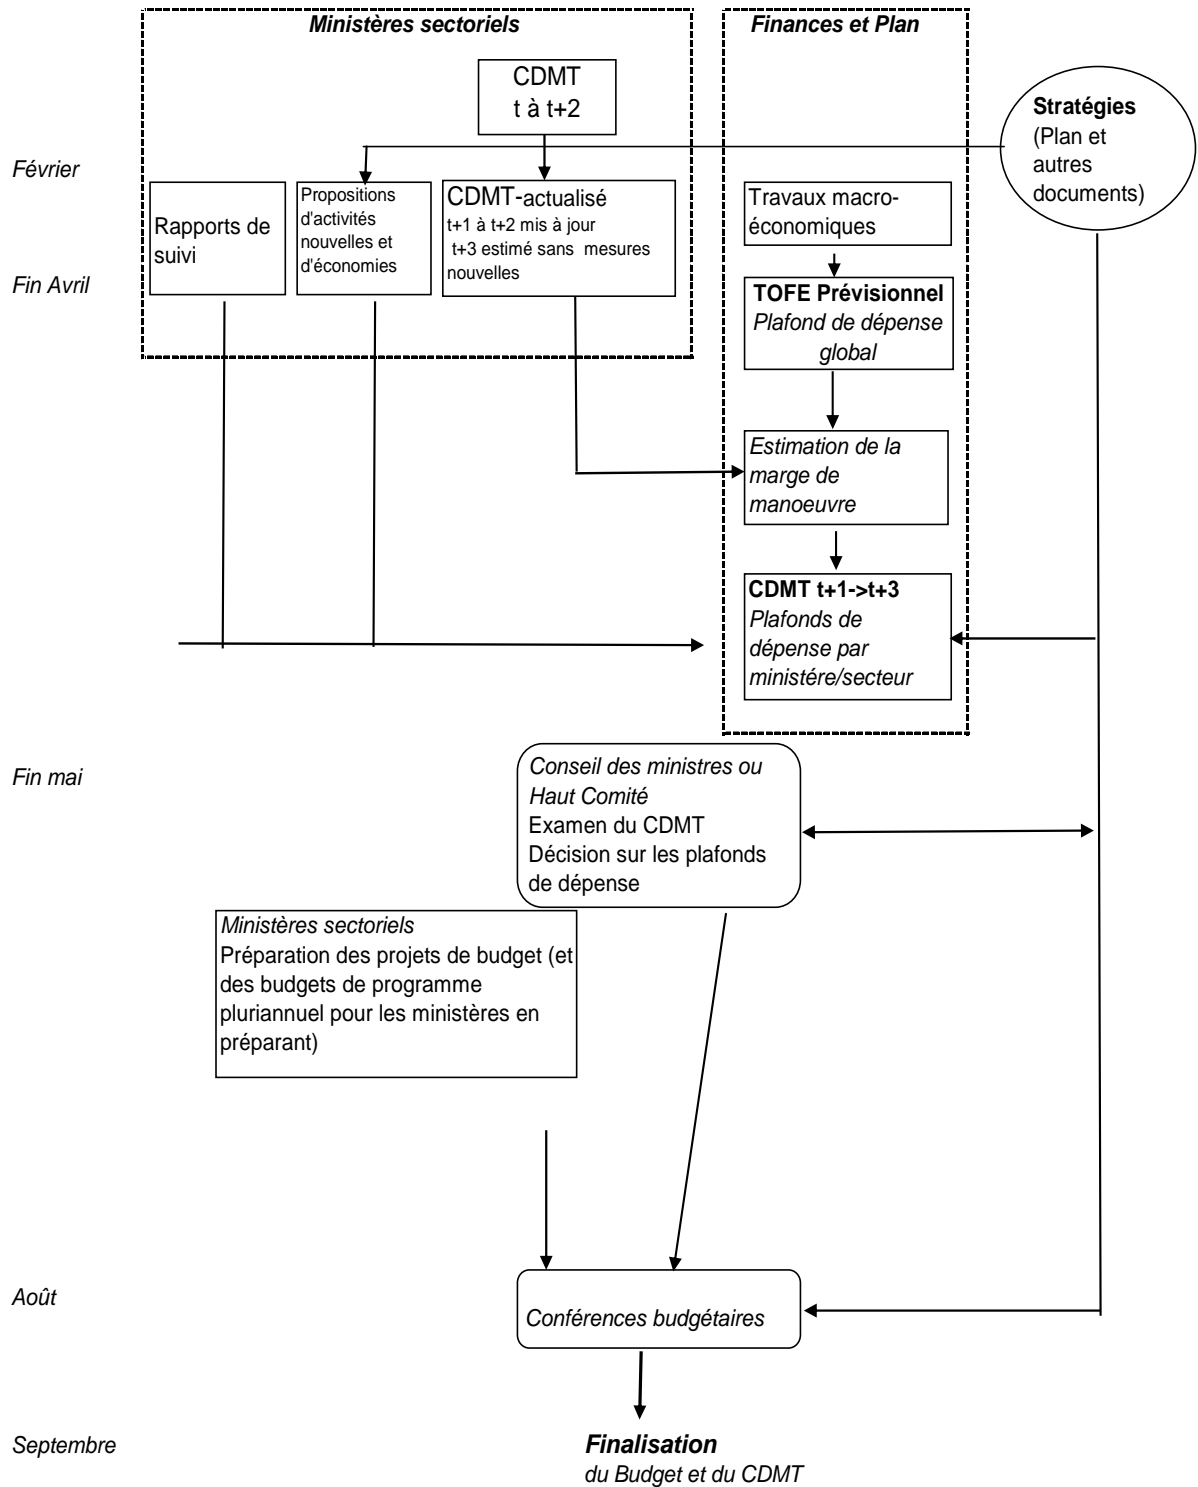 Ministères sectoriels
Finances et Plan
CDMT
t à t+2
Stratégies
(Plan et
autres
documents)
Février
Rapports de
suivi
Propositions
d'activités
nouvelles et
d'économies
CDMT-actualisé
t+1 à t+2 mis à jour
t+3 estimé sans mesures
nouvelles
Travaux macro-
économiques
Fin Avril
TOFE Prévisionnel
Plafond de dépense
global
Estimation de la
marge de
manoeuvre
CDMT t+1->t+3
Plafonds de
dépense par
ministére/secteur
Fin mai
Conseil des ministres ou
Haut Comité
Examen du CDMT
Décision sur les plafonds
de dépense
Ministères sectoriels
Préparation des projets de budget (et
des budgets de programme
pluriannuel pour les ministères en
préparant)
Août
Conférences budgétaires
Septembre
Finalisation
du Budget et du CDMT